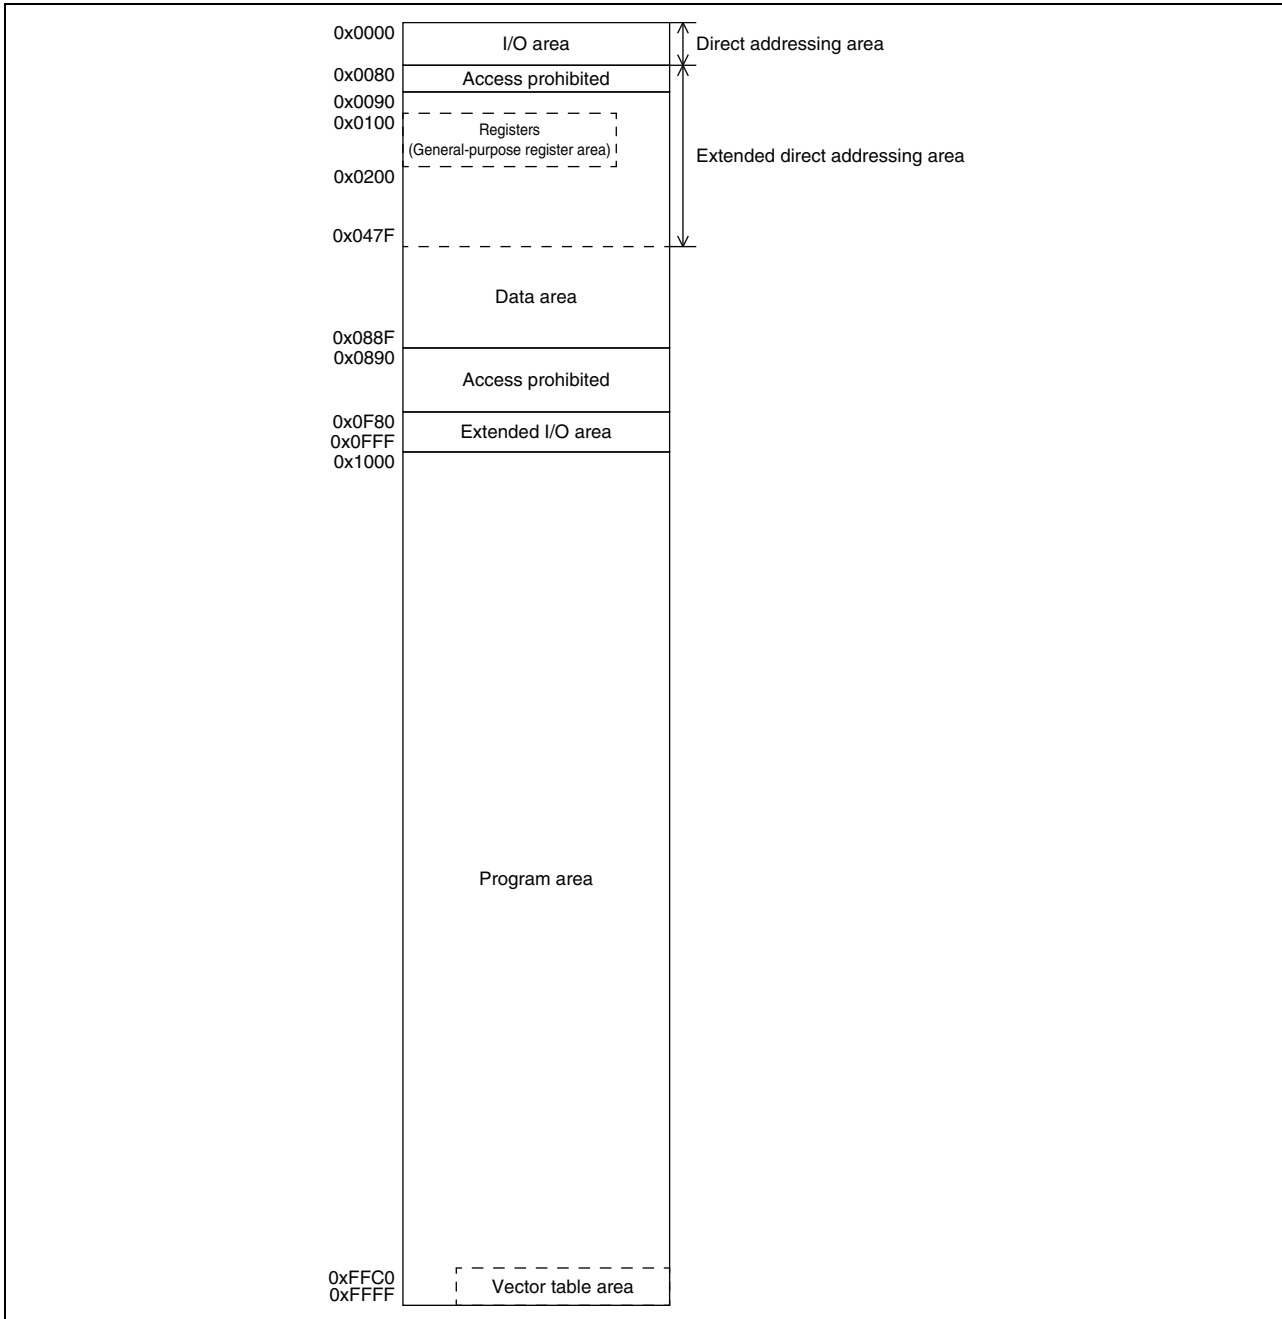 0x0000
I/O area
Direct addressing area
0x0080
Access prohibited
0x0090
0x0100
Registers
(General-purpose register area)
Extended direct addressing area
0x0200
0x047F
Data area
0x088F
0x0890
Access prohibited
0x0F80
Extended I/O area
0x0FFF
0x1000
Program area
0xFFC0
Vector table area
0xFFFF